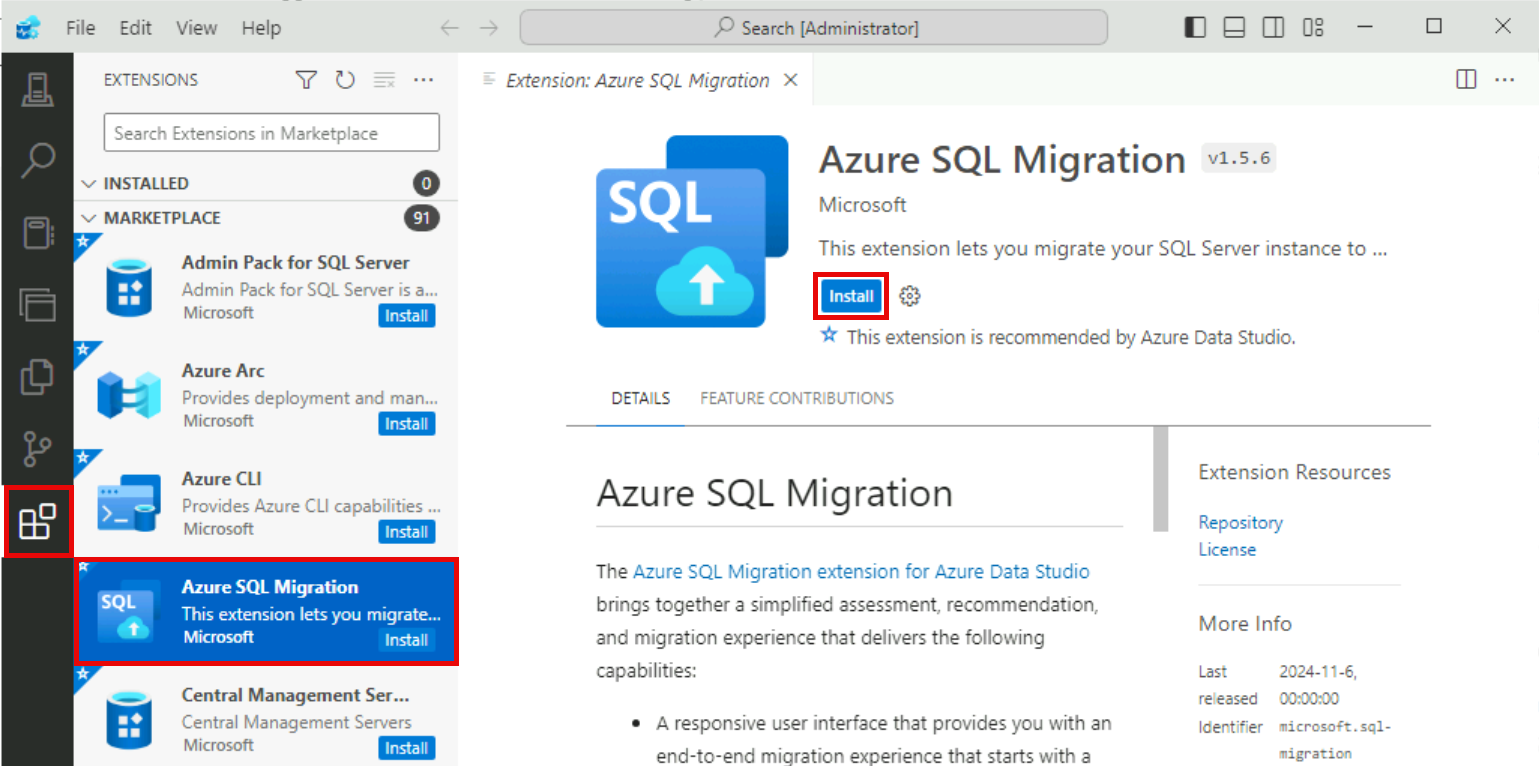 File Edit View Help
Search [Administrator]
EXTENSIONS
Search Extensions in Marketplace
INSTALLED 0
MARKETPLACE 91
Admin Pack for SQL Server
Admin Pack for SQL Server is a...
Microsoft Install
Azure Arc
Provides deployment and man...
Microsoft Install
Azure CLI
Provides Azure CLI capabilities ...
Microsoft Install
SQL
Azure SQL Migration
This extension lets you migrate...
Microsoft Install
Central Management Ser...
Central Management Servers
Microsoft Install
Extension: Azure SQL Migration
SQL
Azure SQL Migration v1.5.6
Microsoft
This extension lets you migrate your SQL Server instance to ...
Install
This extension is recommended by Azure Data Studio.
DETAILS FEATURE CONTRIBUTIONS
Azure SQL Migration
The Azure SQL Migration extension for Azure Data Studio
brings together a simplified assessment, recommendation,
and migration experience that delivers the following
capabilities:
• A responsive user interface that provides you with an
end-to-end migration experience that starts with a
Extension Resources
Repository
License
More Info
Last 2024-11-6,
released 00:00:00
Identifier microsoft.sql-
migration